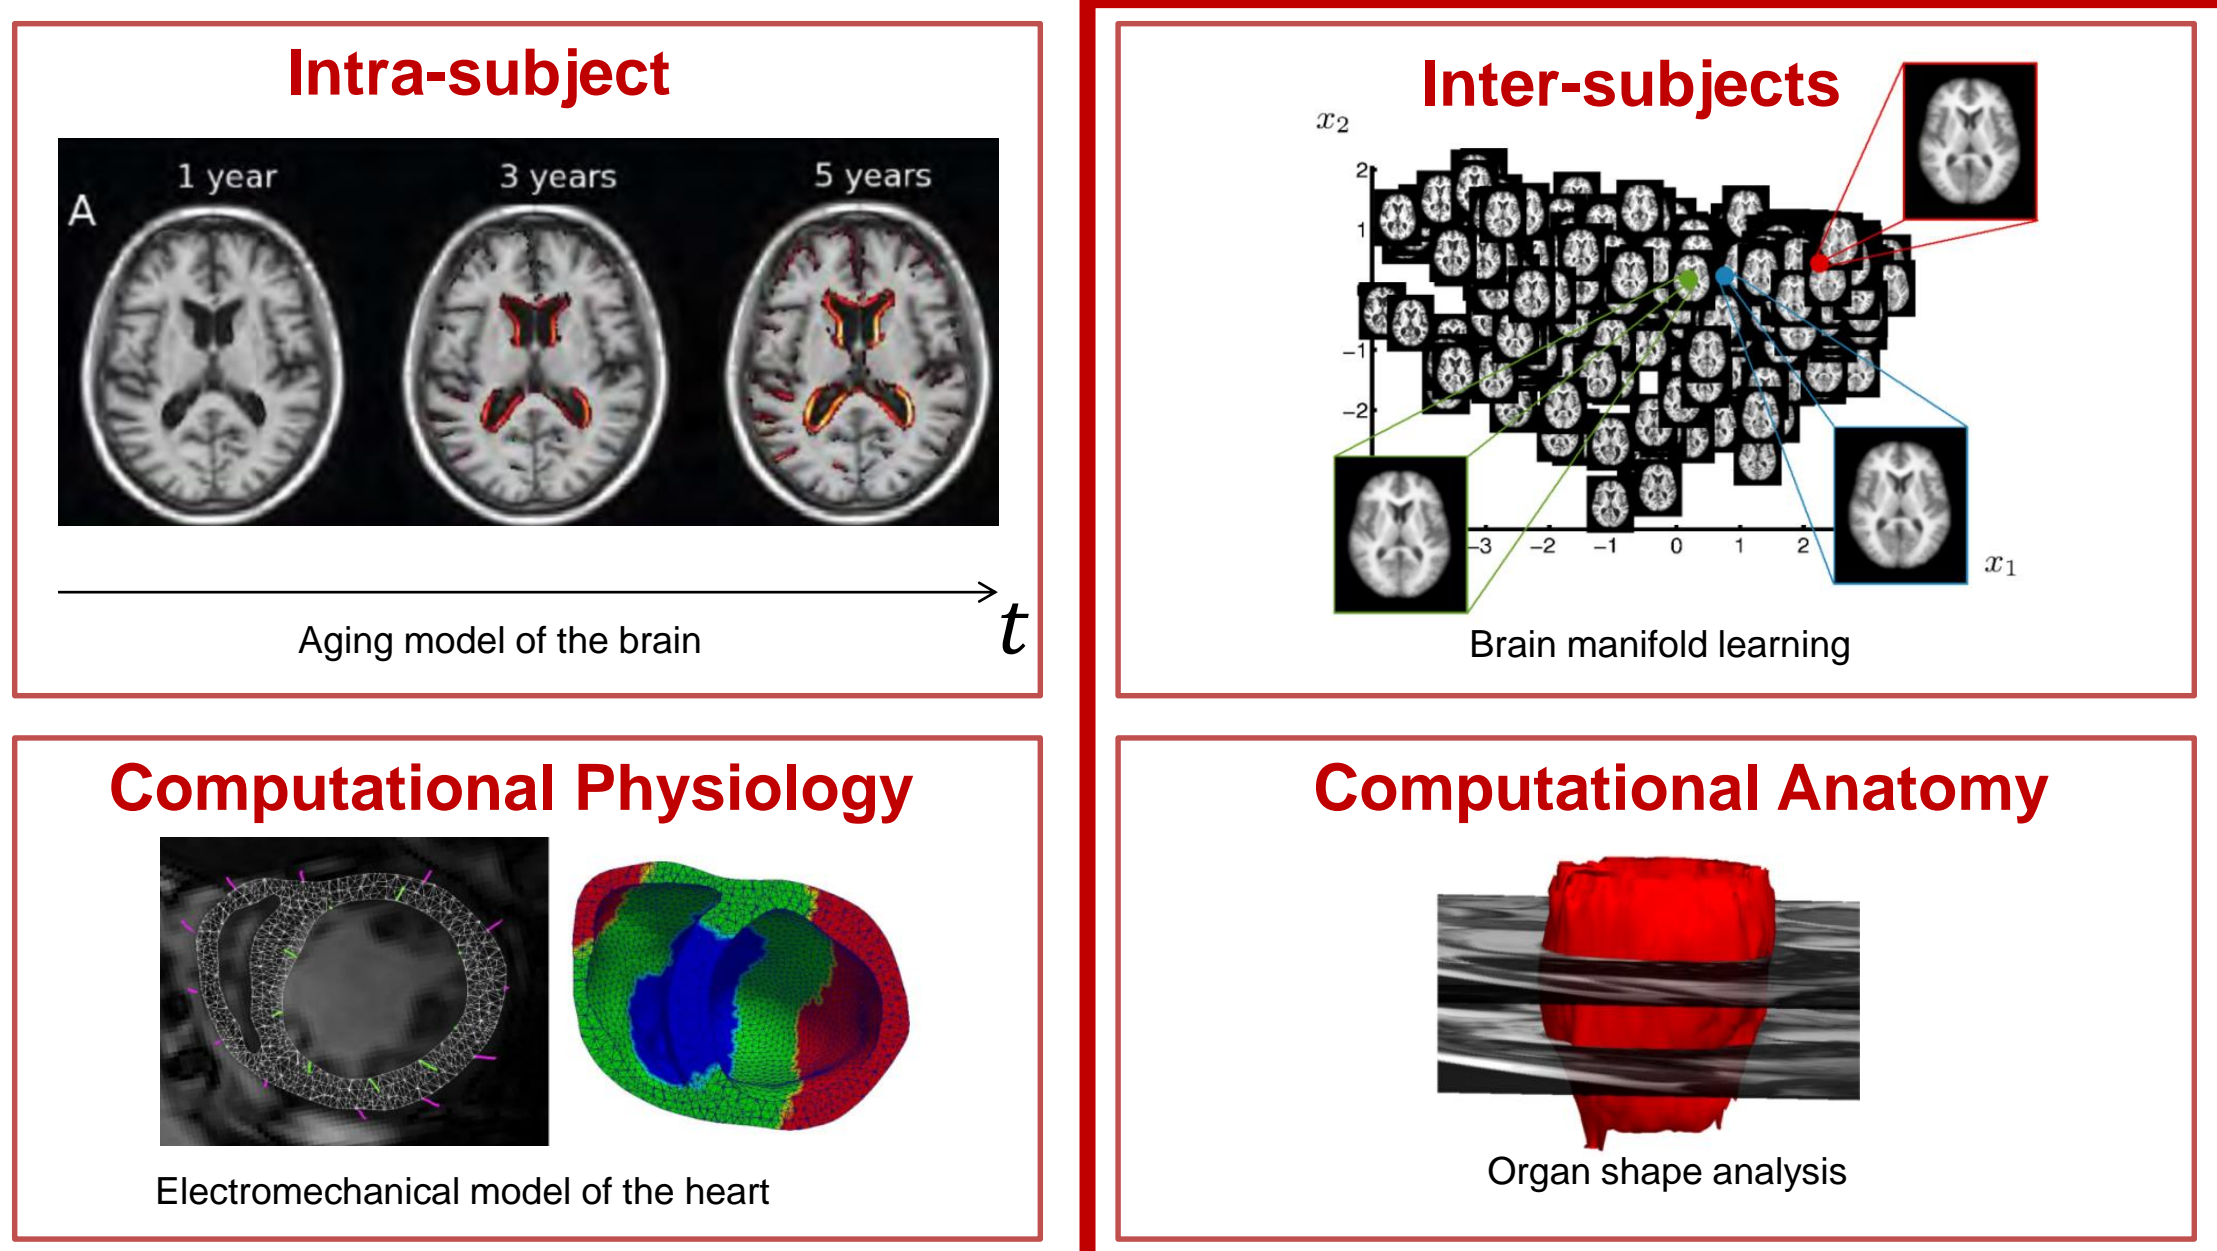 Intra-subject
A
1 year
3 years
5 years
t
Aging model of the brain
Inter-subjects
x2
2
1
−1
−2
−3
−2
−1
0
1
2
x1
Brain manifold learning
Computational Physiology
Electromechanical model of the heart
Computational Anatomy
Organ shape analysis